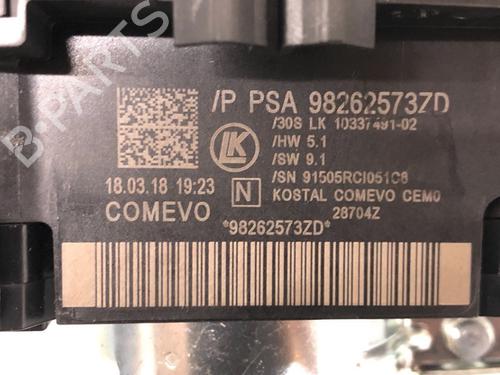 /P PSA 98262573ZD
/30S LK 10337491-02
/HW 5.1
/SW 9.1
/SN 91505RCI051C6
18.03.18 19:23
LK
N
KOSTAL COMEVO CEM0
28704Z
COMEVO
*98262573ZD*
B-PARTS